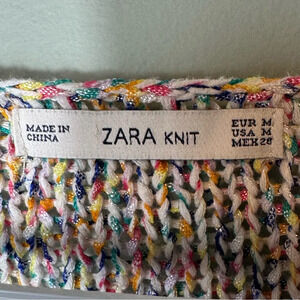 MADE IN
CHINA
ZARA KNIT
EUR M
USA M
MEX 28